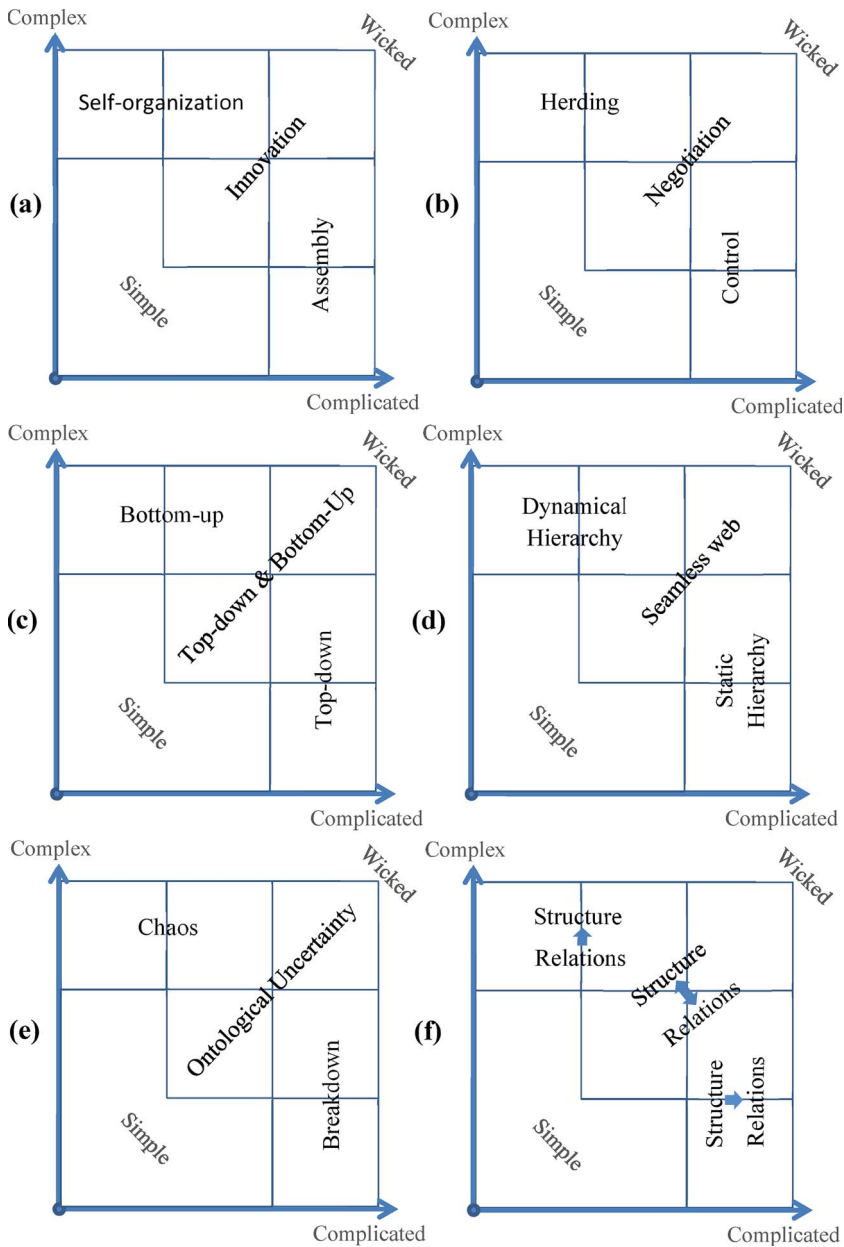 Complex
Wicked
Self-organization
Innovation
(a)
Assembly
Simple
Complicated
Complex
Wicked
Herding
Negotiation
(b)
Control
Simple
Complicated
Complex
Wicked
Bottom-up
Top-down & Bottom-Up
(c)
Top-down
Simple
Complicated
Complex
Wicked
Dynamical
Hierarchy
Seamless web
(d)
Static
Hierarchy
Simple
Complicated
Complex
Wicked
Chaos
Ontological Uncertainty
(e)
Breakdown
Simple
Complicated
Complex
Wicked
Structure
Relations
Structure
Relations
(f)
Structure
Relations
Simple
Complicated